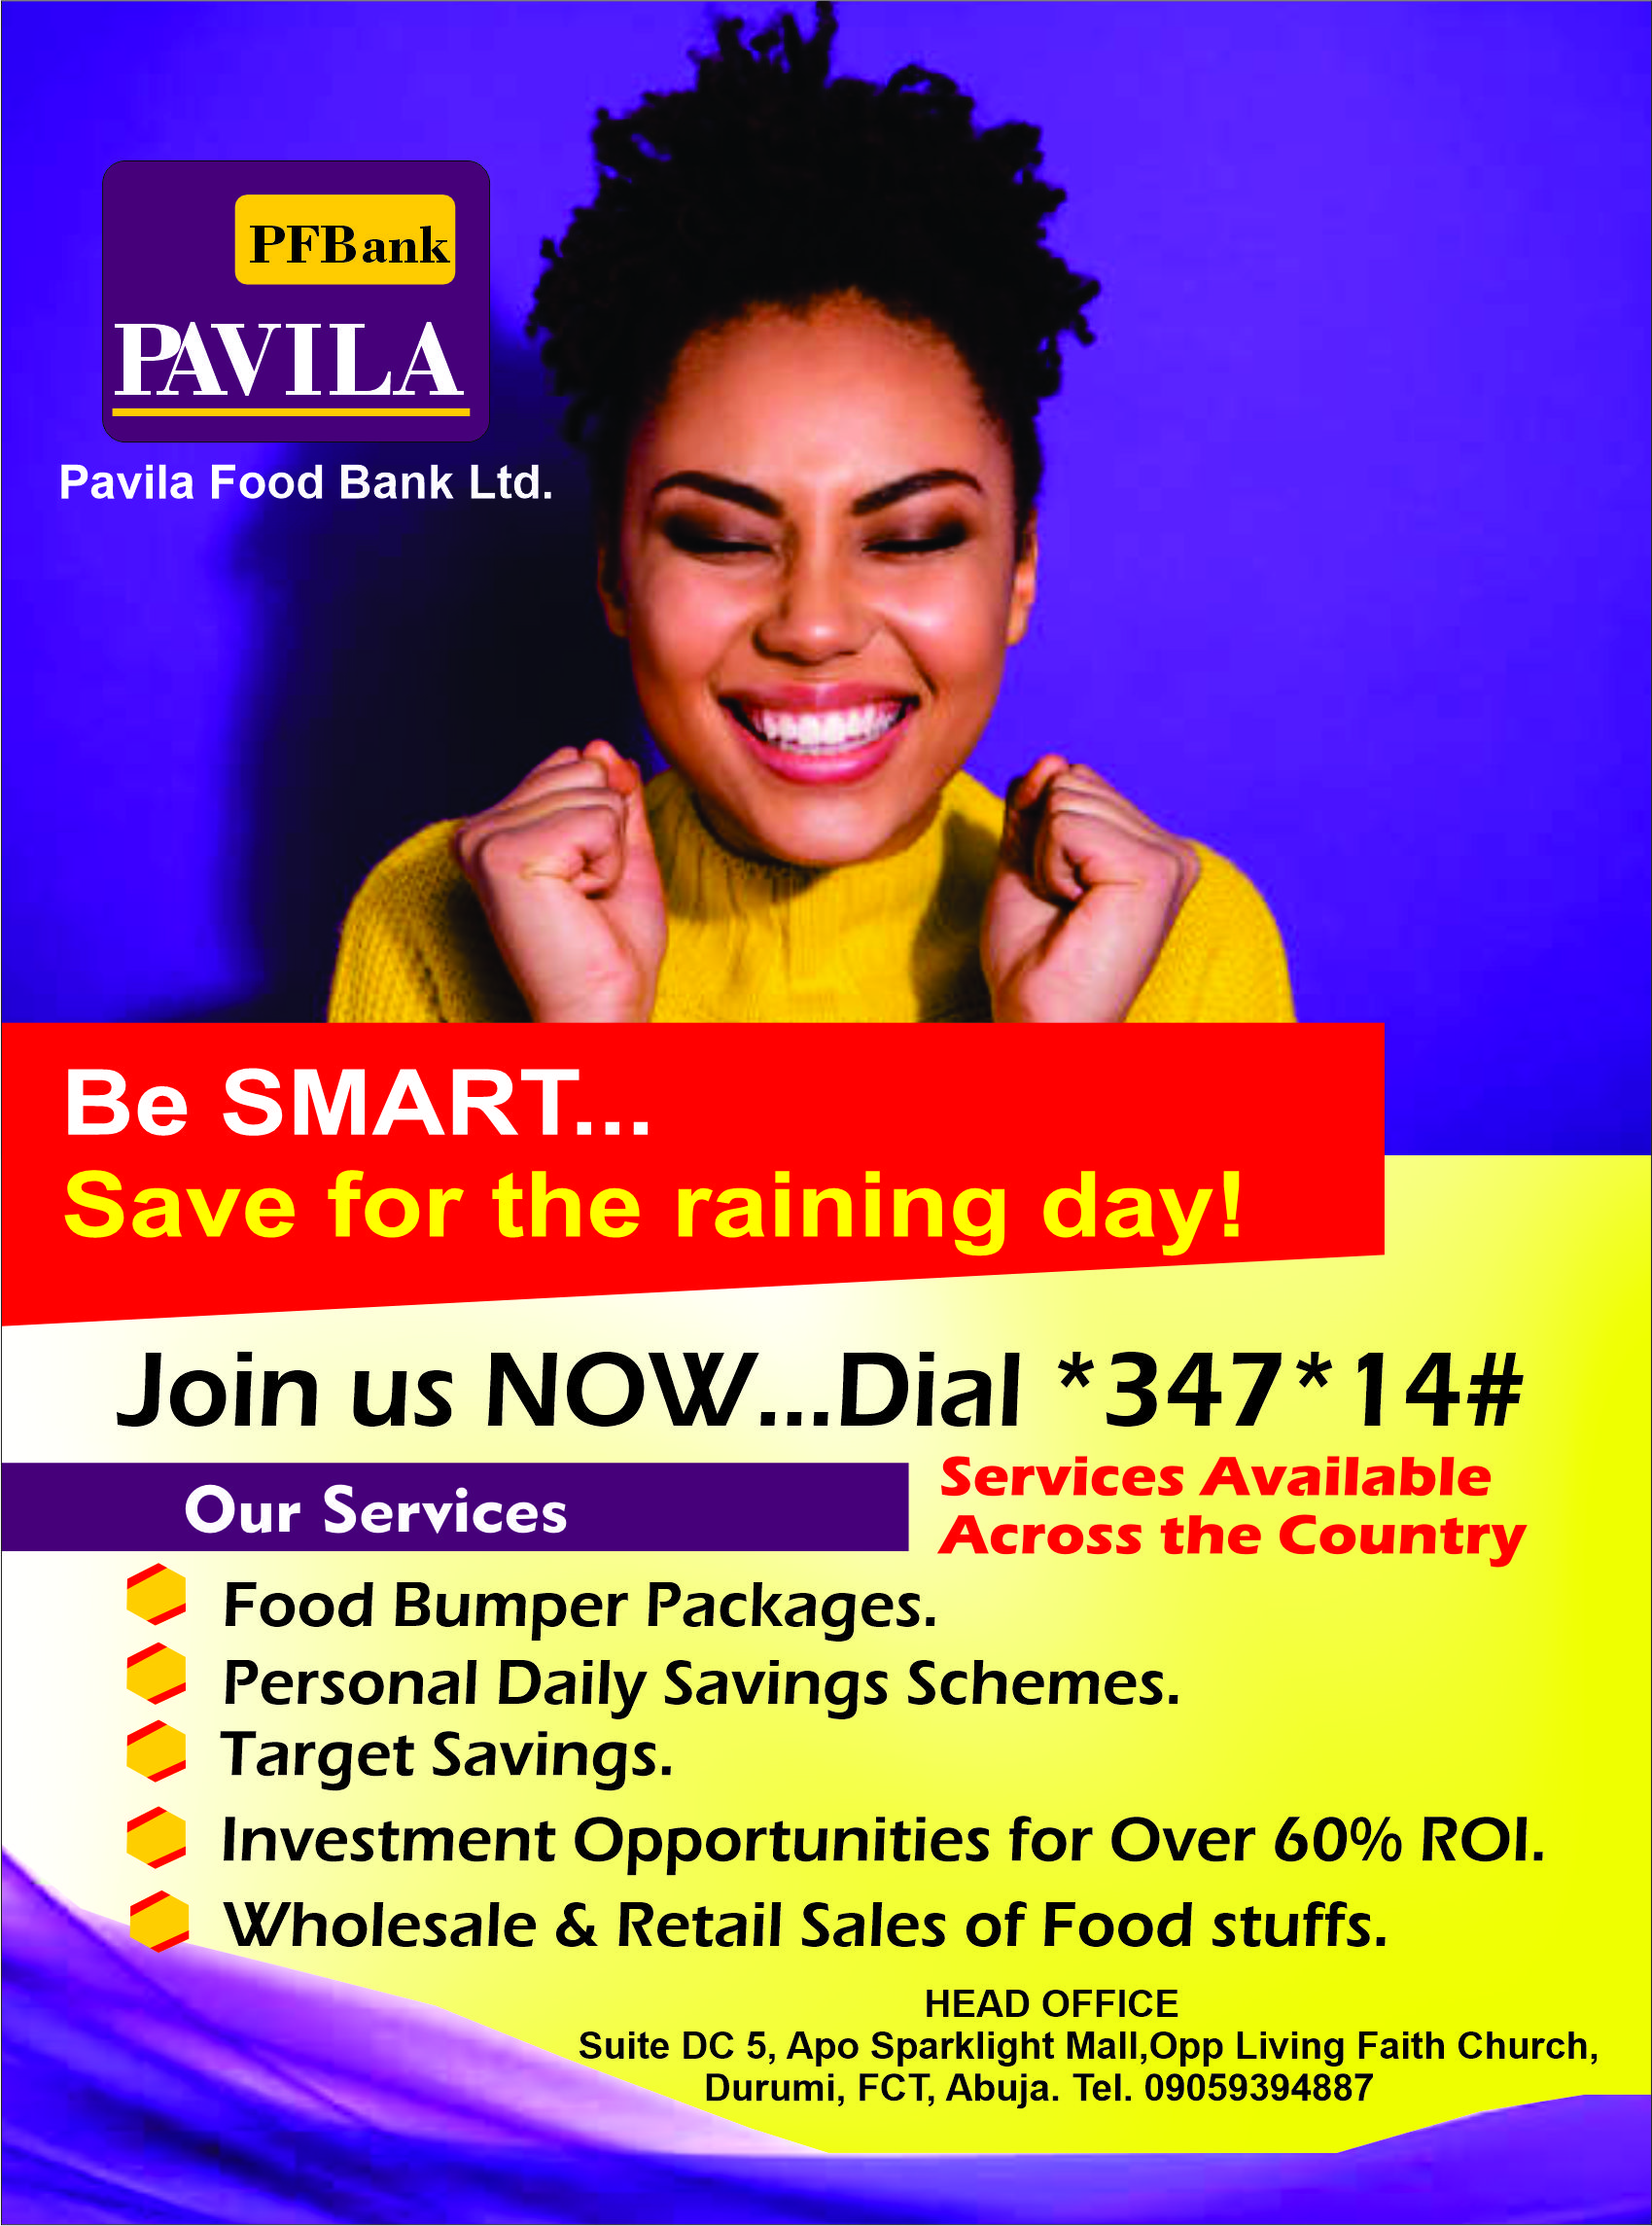 PFBank
PAVILA
Pavila Food Bank Ltd.
Be SMART...
Save for the raining day!
Join us NOW...Dial *347*14#
Our Services
Services Available
Across the Country
Food Bumper Packages.
Personal Daily Savings Schemes.
Target Savings.
Investment Opportunities for Over 60% ROI.
Wholesale & Retail Sales of Food stuffs.
HEAD OFFICE
Suite DC 5, Apo Sparklight Mall,Opp Living Faith Church,
Durumi, FCT, Abuja. Tel. 09059394887